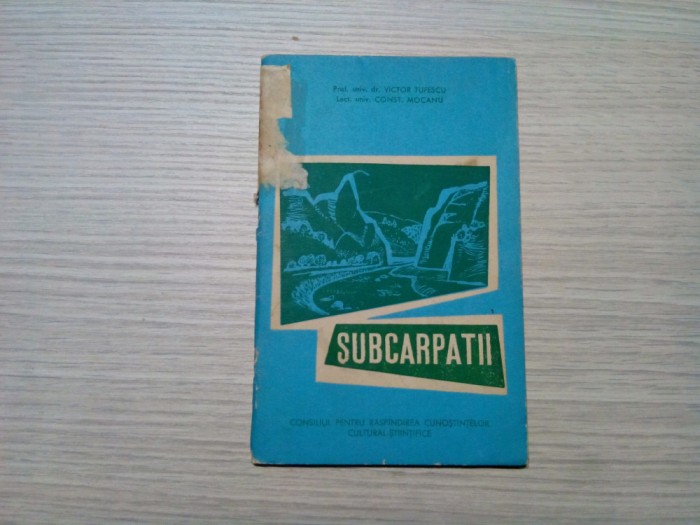 Prof. univ. dr. VICTOR TUFESCU
Lect. univ. CONST. MOCANU
SUBCARPAȚII
CONSILIUL PENTRU RĂSPÎNDIREA CUNOȘTINȚELOR
CULTURAL-ȘTIINȚIFICE